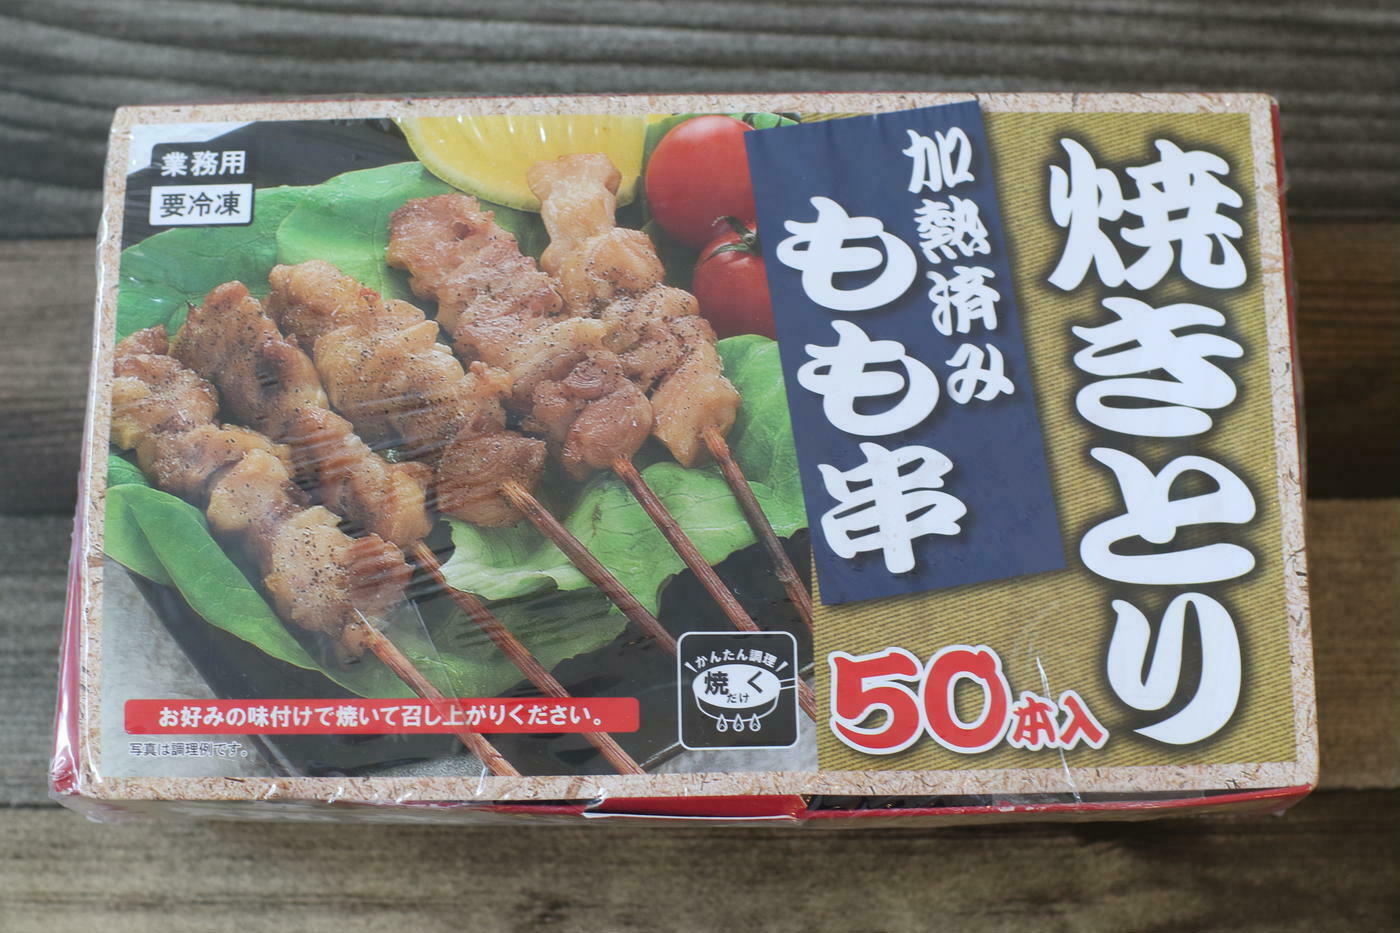 業務用
要冷凍
焼きとり
加熱済み
もも串
50本入
かんたん調理
焼くだけ
お好みの味付けで焼いて召し上がりください。
写真は調理例です。